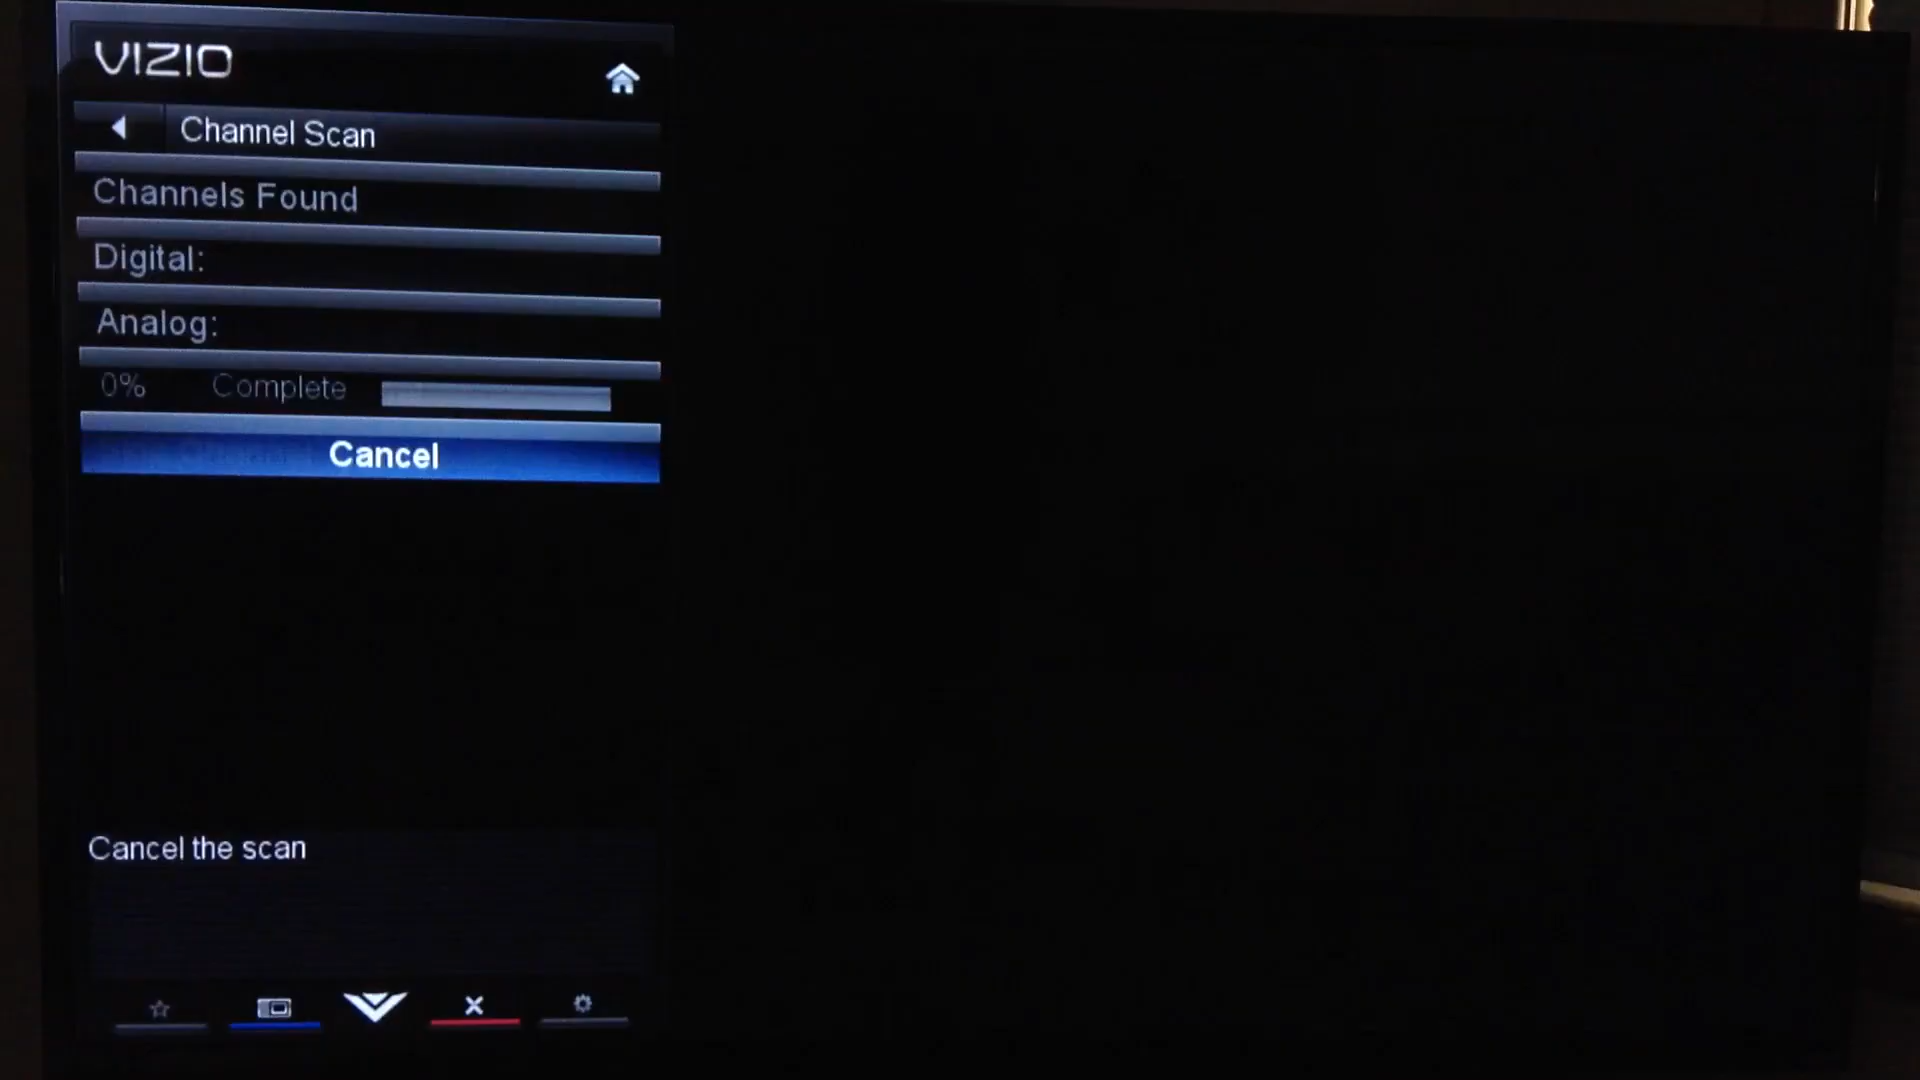 VIZIO
Channel Scan
Channels Found
Digital:
Analog:
0% Complete
Cancel
Cancel the scan